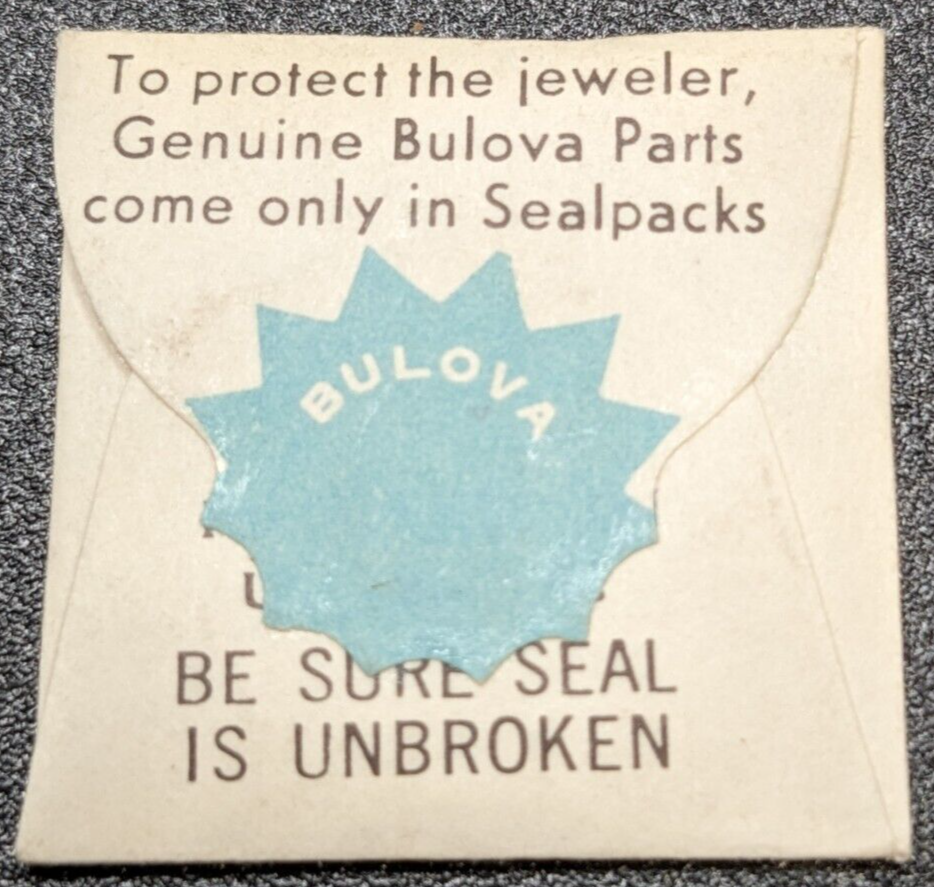 To protect the jeweler,
Genuine Bulova Parts
come only in Sealpacks
BULOVA
BE SURE SEAL
IS UNBROKEN